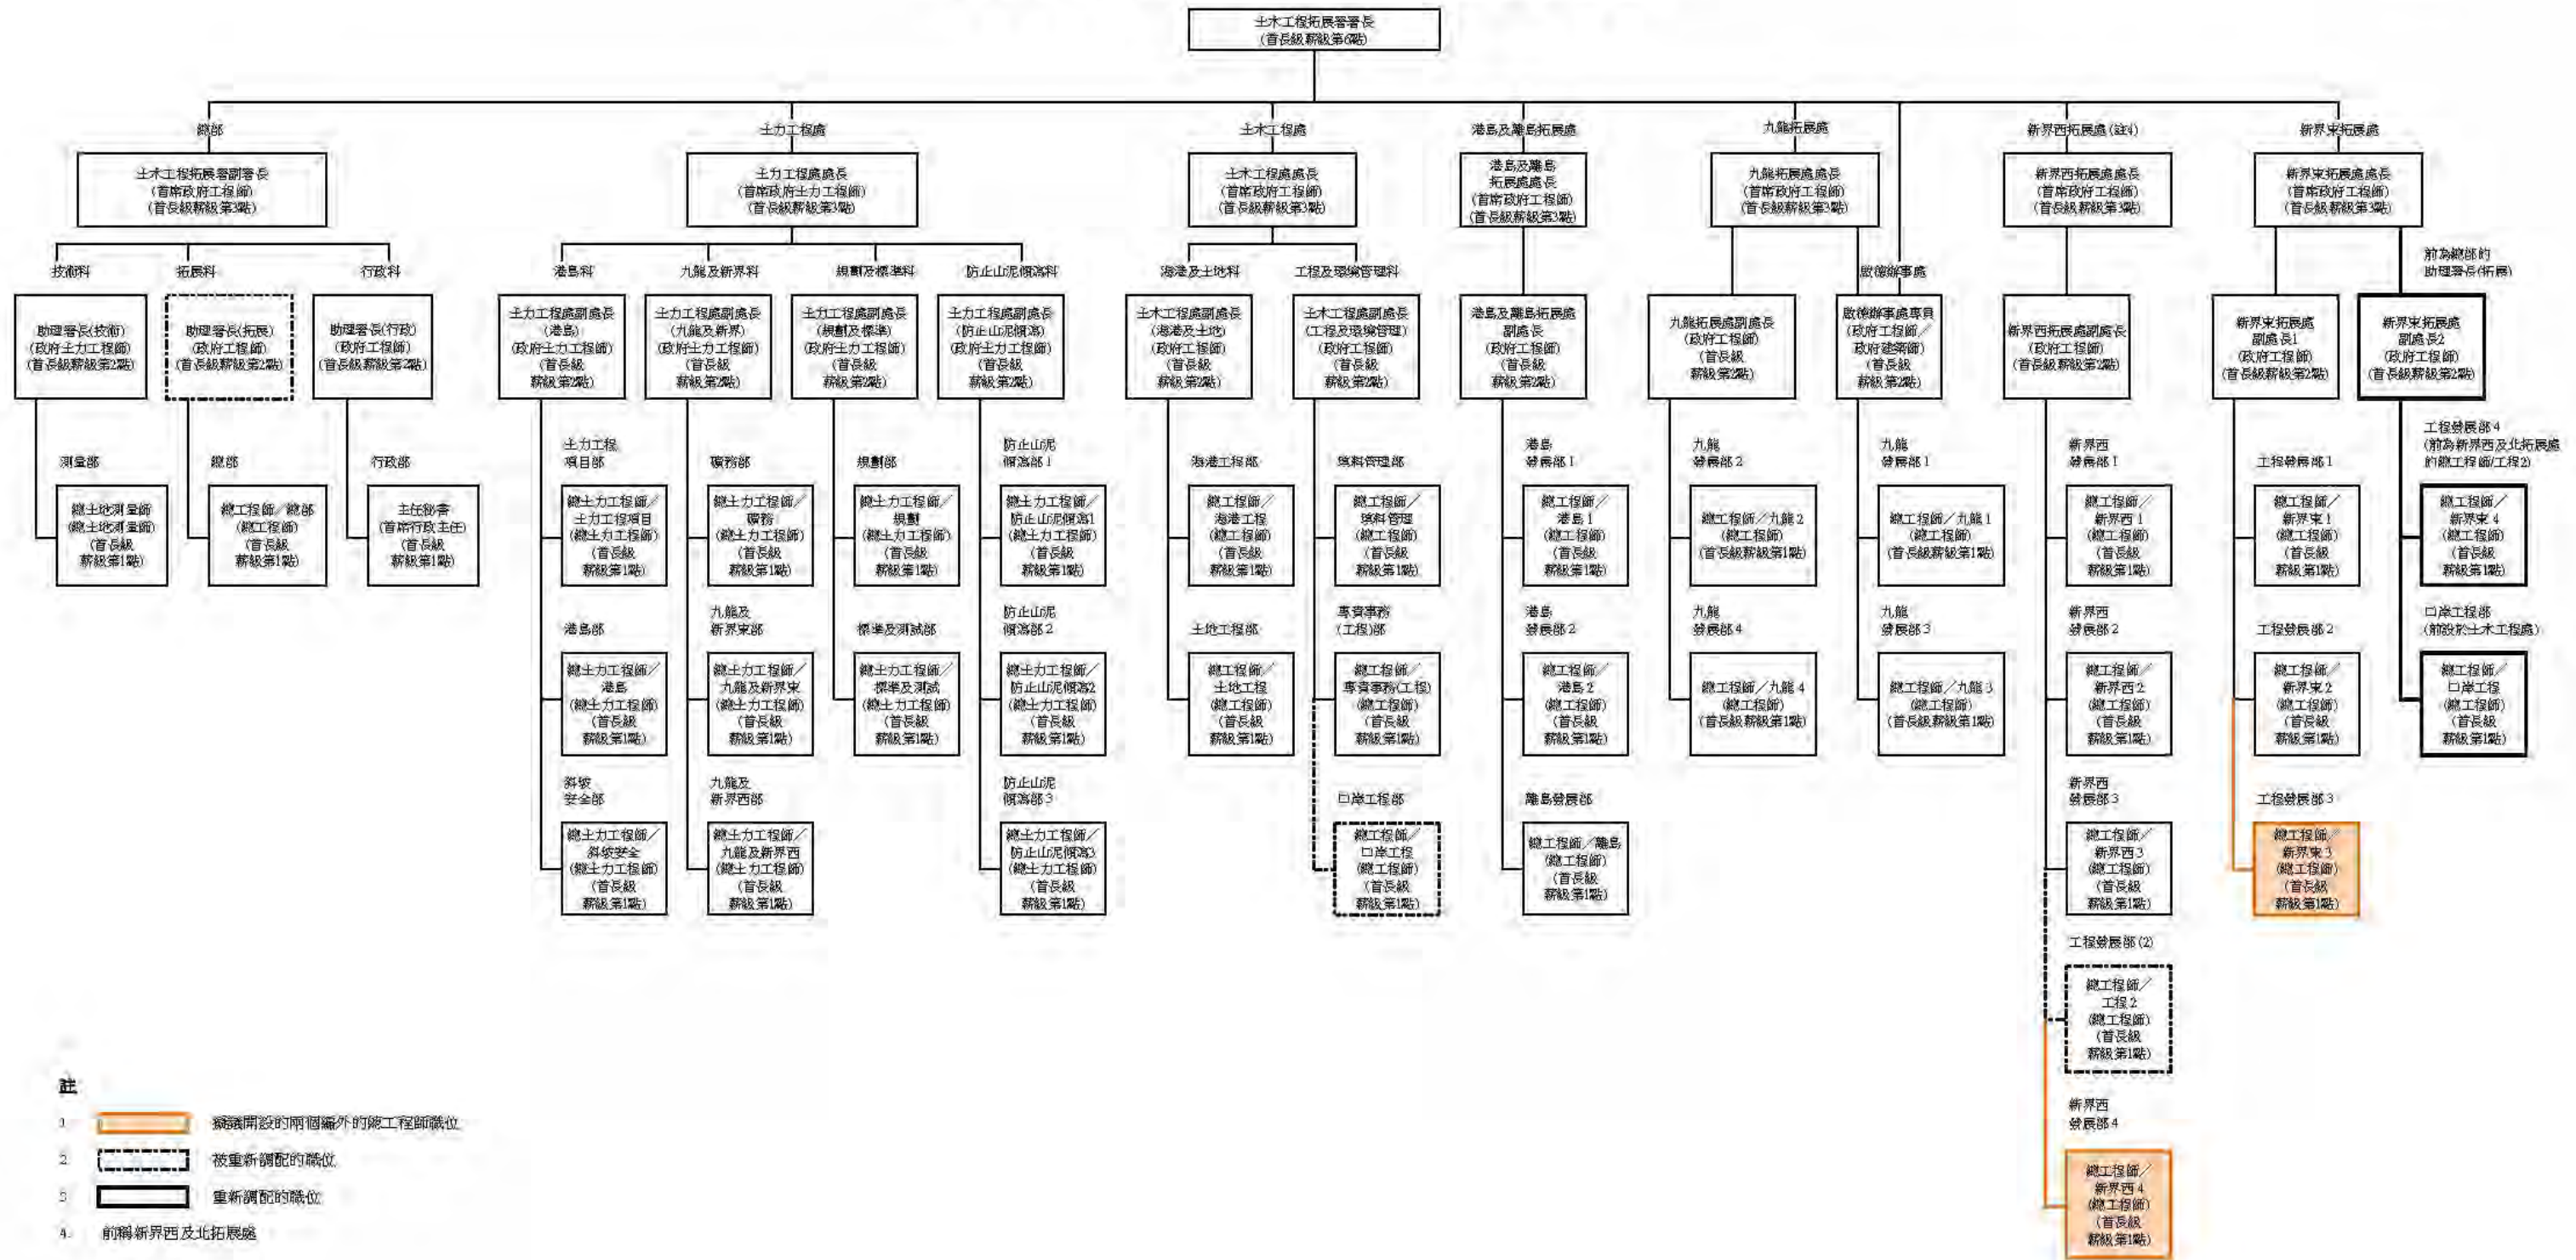 土木工程拓展署署長
(首長級薪級第6點)
總部
土木工程拓展署副署長
(首席政府工程師)
(首長級薪級第3點)
技術科
助理署長(技術)
(政府土力工程師)
(首長級薪級第2點)
測量部
總土地測量師
(總土地測量師)
(首長級
薪級第1點)
拓展科
助理署長(拓展)
(政府工程師)
(首長級薪級第2點)
總部
總工程師／總部
(總工程師)
(首長級
薪級第1點)
行政科
助理署長(行政)
(政府工程師)
(首長級薪級第2點)
行政部
主任秘書
(首席行政主任)
(首長級
薪級第1點)
土力工程處
土力工程處處長
(首席政府土力工程師)
(首長級薪級第3點)
港島科
土力工程處副處長
(港島)
(政府土力工程師)
(首長級
薪級第2點)
土力工程
項目部
總土力工程師／
土力工程項目
(總土力工程師)
(首長級
薪級第1點)
港島部
總土力工程師／
港島
(總土力工程師)
(首長級
薪級第1點)
斜坡
安全部
總土力工程師／
斜坡安全
(總土力工程師)
(首長級
薪級第1點)
九龍及新界科
土力工程處副處長
(九龍及新界)
(政府土力工程師)
(首長級
薪級第2點)
礦務部
總土力工程師／
礦務
(總土力工程師)
(首長級
薪級第1點)
九龍及
新界東部
總土力工程師／
九龍及新界東
(總土力工程師)
(首長級
薪級第1點)
九龍及
新界西部
總土力工程師／
九龍及新界西
(總土力工程師)
(首長級
薪級第1點)
規劃及標準科
土力工程處副處長
(規劃及標準)
(政府土力工程師)
(首長級
薪級第2點)
規劃部
總土力工程師／
規劃
(總土力工程師)
(首長級
薪級第1點)
標準及測試部
總土力工程師／
標準及測試
(總土力工程師)
(首長級
薪級第1點)
防止山泥傾瀉科
土力工程處副處長
(防止山泥傾瀉)
(政府土力工程師)
(首長級
薪級第2點)
防止山泥
傾瀉部 1
總土力工程師／
防止山泥傾瀉1
(總土力工程師)
(首長級
薪級第1點)
防止山泥
傾瀉部 2
總土力工程師／
防止山泥傾瀉2
(總土力工程師)
(首長級
薪級第1點)
防止山泥
傾瀉部 3
總土力工程師／
防止山泥傾瀉3
(總土力工程師)
(首長級
薪級第1點)
土木工程處
土木工程處處長
(首席政府工程師)
(首長級薪級第3點)
海港及土地科
土木工程處副處長
(海港及土地)
(政府工程師)
(首長級
薪級第2點)
海港工程部
總工程師／
海港工程
(總工程師)
(首長級
薪級第1點)
土地工程部
總工程師／
土地工程
(總工程師)
(首長級
薪級第1點)
工程及環境管理科
土木工程處副處長
(工程及環境管理)
(政府工程師)
(首長級
薪級第2點)
填料管理部
總工程師／
填料管理
(總工程師)
(首長級
薪級第1點)
專責事務
(工程)部
總工程師／
專責事務(工程)
(總工程師)
(首長級
薪級第1點)
口岸工程部
總工程師／
口岸工程
(總工程師)
(首長級
薪級第1點)
港島及離島拓展處
港島及離島
拓展處處長
(首席政府工程師)
(首長級薪級第3點)
港島及離島拓展處
副處長
(政府工程師)
(首長級
薪級第2點)
港島
發展部 1
總工程師／
港島 1
(總工程師)
(首長級
薪級第1點)
港島
發展部 2
總工程師／
港島 2
(總工程師)
(首長級
薪級第1點)
離島發展部
總工程師／離島
(總工程師)
(首長級
薪級第1點)
九龍拓展處
九龍拓展處處長
(首席政府工程師)
(首長級薪級第3點)
九龍拓展處副處長
(政府工程師)
(首長級
薪級第2點)
九龍
發展部 2
總工程師／九龍 2
(總工程師)
(首長級薪級第1點)
九龍
發展部 4
總工程師／九龍 4
(總工程師)
(首長級薪級第1點)
啟德辦事處
啟德辦事處專員
(政府工程師／
政府建築師)
(首長級
薪級第2點)
九龍
發展部 1
總工程師／九龍 1
(總工程師)
(首長級薪級第1點)
九龍
發展部 3
總工程師／九龍 3
(總工程師)
(首長級薪級第1點)
新界西拓展處(註4)
新界西拓展處處長
(首席政府工程師)
(首長級薪級第3點)
新界西拓展處副處長
(政府工程師)
(首長級薪級第2點)
新界西
發展部 1
總工程師／
新界西 1
(總工程師)
(首長級
薪級第1點)
新界西
發展部 2
總工程師／
新界西 2
(總工程師)
(首長級
薪級第1點)
新界西
發展部 3
總工程師／
新界西 3
(總工程師)
(首長級
薪級第1點)
工程發展部 (2)
總工程師／
工程 2
(總工程師)
(首長級
薪級第1點)
新界西
發展部 4
總工程師／
新界西 4
(總工程師)
(首長級
薪級第1點)
新界東拓展處
新界東拓展處處長
(首席政府工程師)
(首長級薪級第3點)
新界東拓展處
副處長1
(政府工程師)
(首長級薪級第2點)
工程發展部 1
總工程師／
新界東 1
(總工程師)
(首長級
薪級第1點)
工程發展部 2
總工程師／
新界東 2
(總工程師)
(首長級
薪級第1點)
工程發展部 3
總工程師／
新界東 3
(總工程師)
(首長級
薪級第1點)
前為總部的
助理署長(拓展)
新界東拓展處
副處長2
(政府工程師)
(首長級薪級第2點)
工程發展部 4
(前為新界西及北拓展處
的總工程師/工程2)
總工程師／
新界東 4
(總工程師)
(首長級
薪級第1點)
口岸工程部
(前設於土木工程處)
總工程師／
口岸工程
(總工程師)
(首長級
薪級第1點)
註
1. 擬議開設的兩個編外的總工程師職位
2. 被重新調配的職位
3. 重新調配的職位
4. 前稱新界西及北拓展處